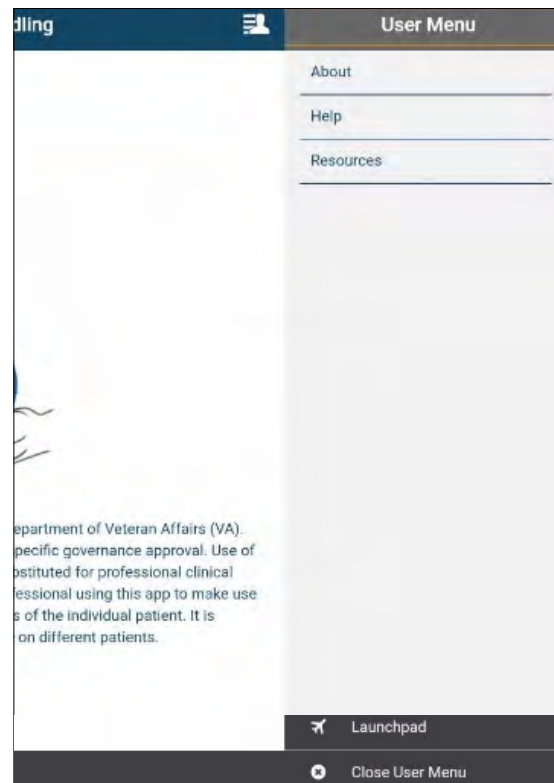 dling
User Menu
About
Help
Resources
epartment of Veteran Affairs (VA).
pecific governance approval. Use of
bstituted for professional clinical
fessional using this app to make use
s of the individual patient. It is
on different patients.
Launchpad
Close User Menu